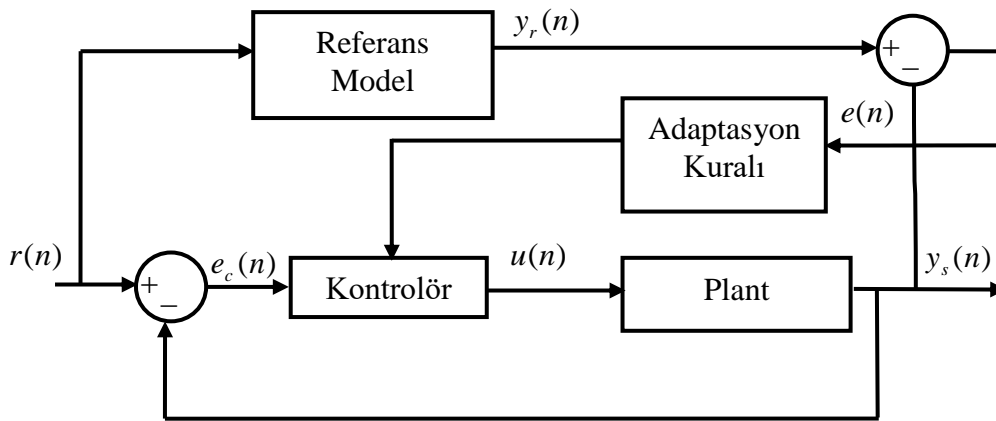 y_r(n)
Referans
Model
+
−
e(n)
Adaptasyon
Kuralı
r(n)
e_c(n)
u(n)
y_s(n)
+
−
Kontrolör
Plant